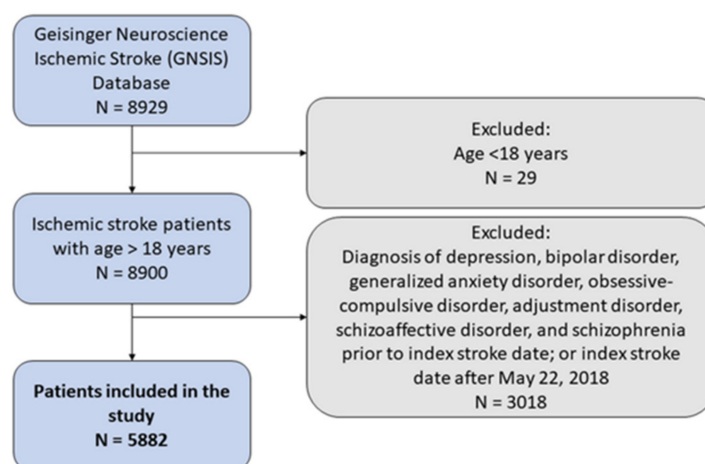 Geisinger Neuroscience
Ischemic Stroke (GNSIS)
Database
N = 8929
Excluded:
Age <18 years
N = 29
Ischemic stroke patients
with age > 18 years
N = 8900
Excluded:
Diagnosis of depression, bipolar disorder,
generalized anxiety disorder, obsessive-
compulsive disorder, adjustment disorder,
schizoaffective disorder, and schizophrenia
prior to index stroke date; or index stroke
date after May 22, 2018
N = 3018
Patients included in the
study
N = 5882